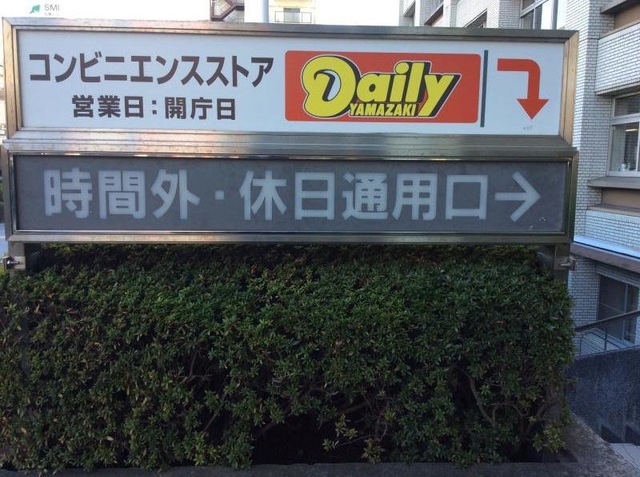 SMI
コンビニエンスストア
営業日:開庁日
Daily
YAMAZAKI
時間外・休日通用口→